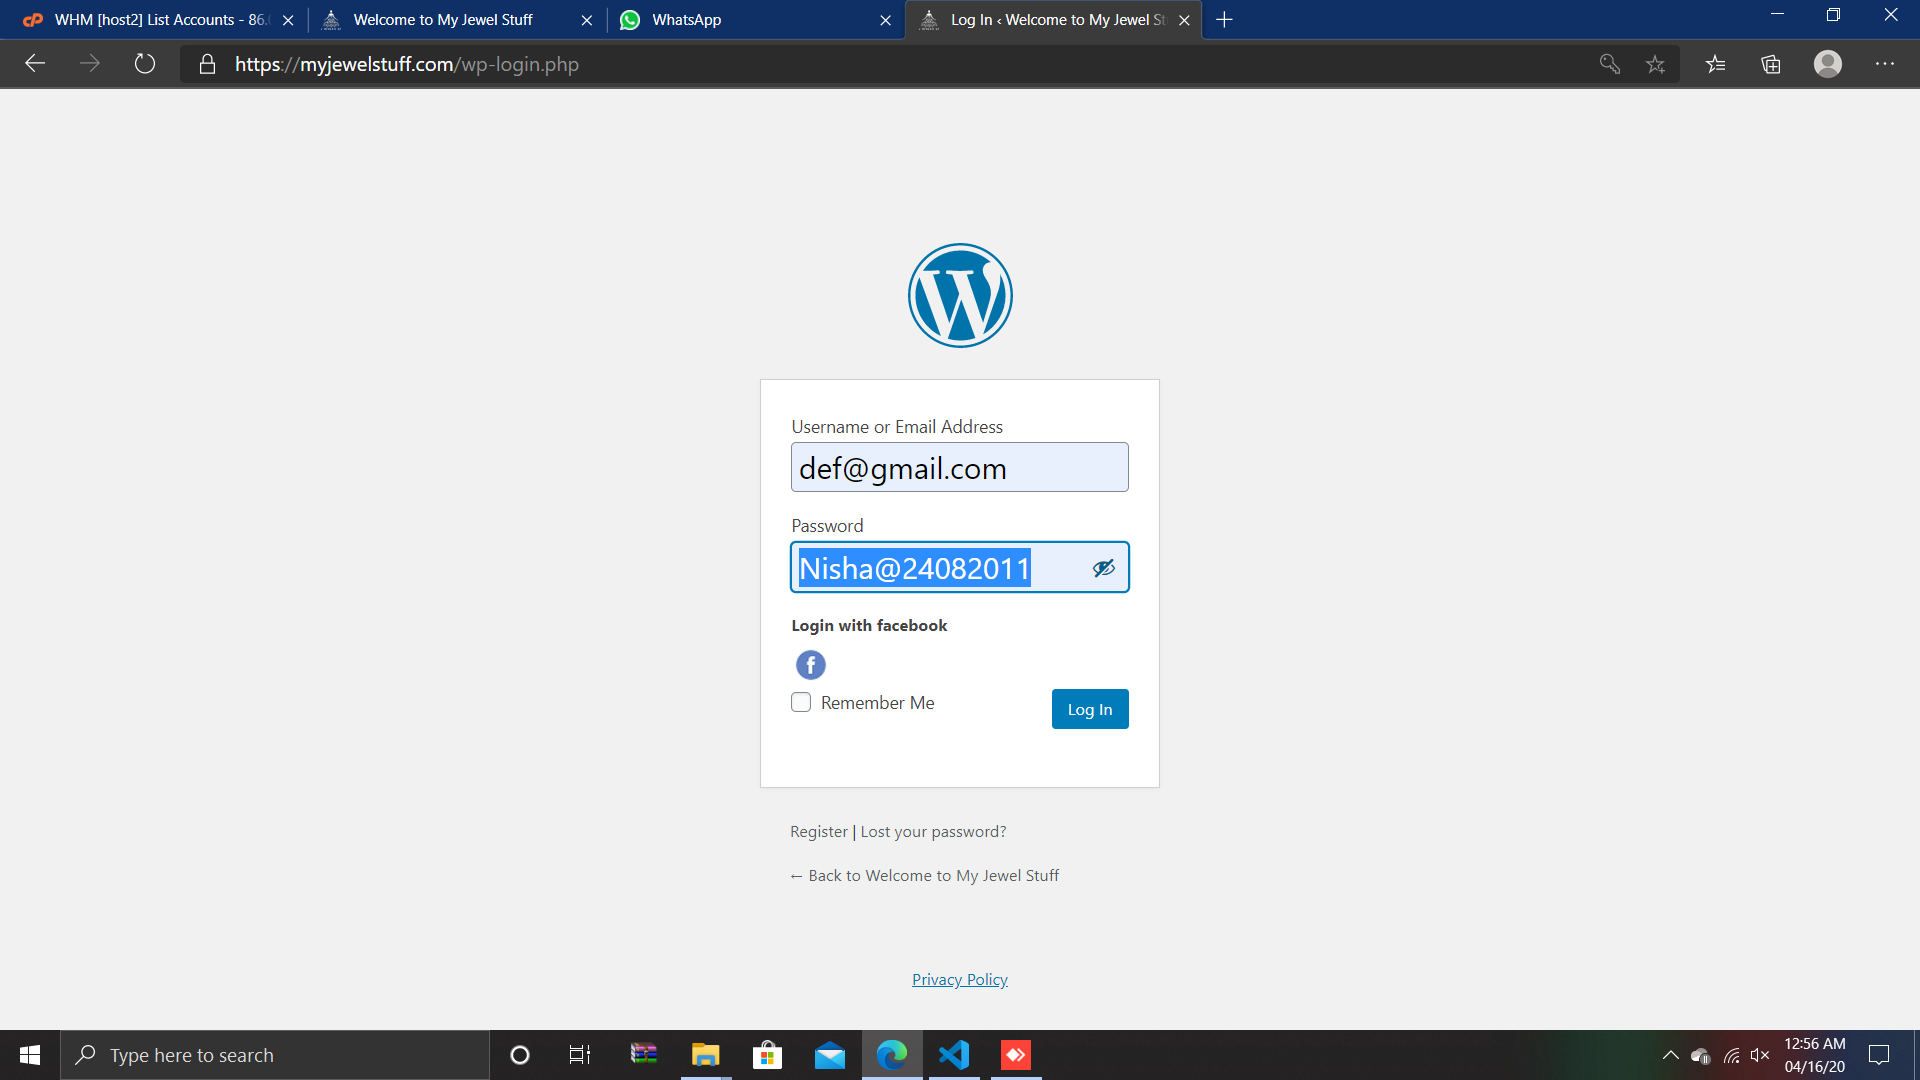 WHM [host2] List Accounts - 86.
Welcome to My Jewel Stuff
WhatsApp
Log In ‹ Welcome to My Jewel St
https://myjewelstuff.com/wp-login.php
Username or Email Address
def@gmail.com
Password
Nisha@24082011
Login with facebook
Remember Me
Log In
Register | Lost your password?
← Back to Welcome to My Jewel Stuff
Privacy Policy
Type here to search
12:56 AM
04/16/20